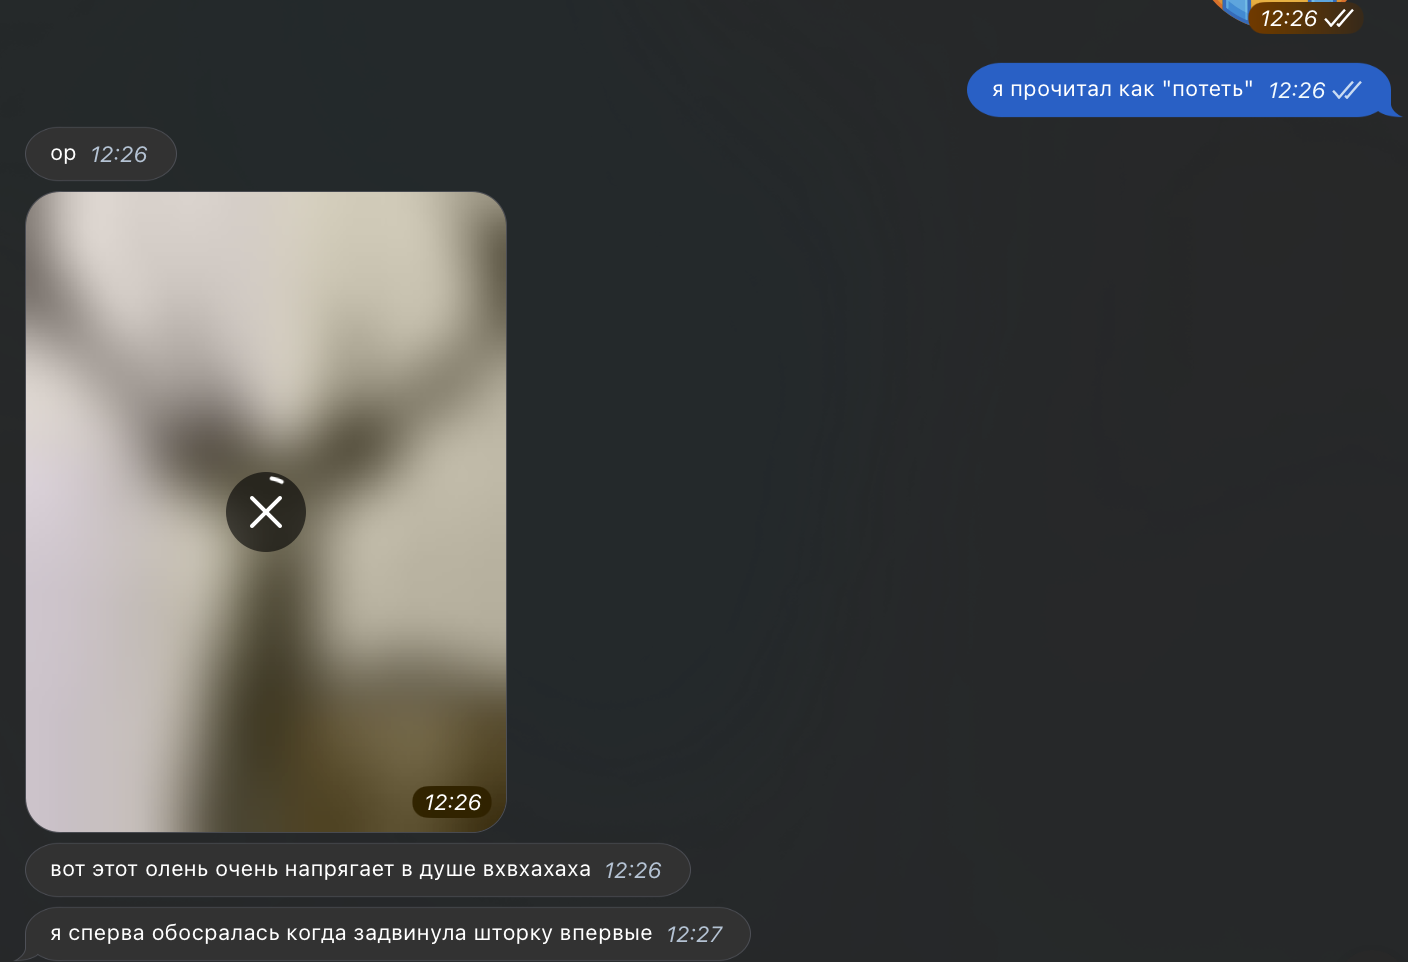 12:26
я прочитал как "потеть" 12:26
ор 12:26
12:26
вот этот олень очень напрягает в душе вхвхахаха 12:26
я сперва обосралась когда задвинула шторку впервые 12:27